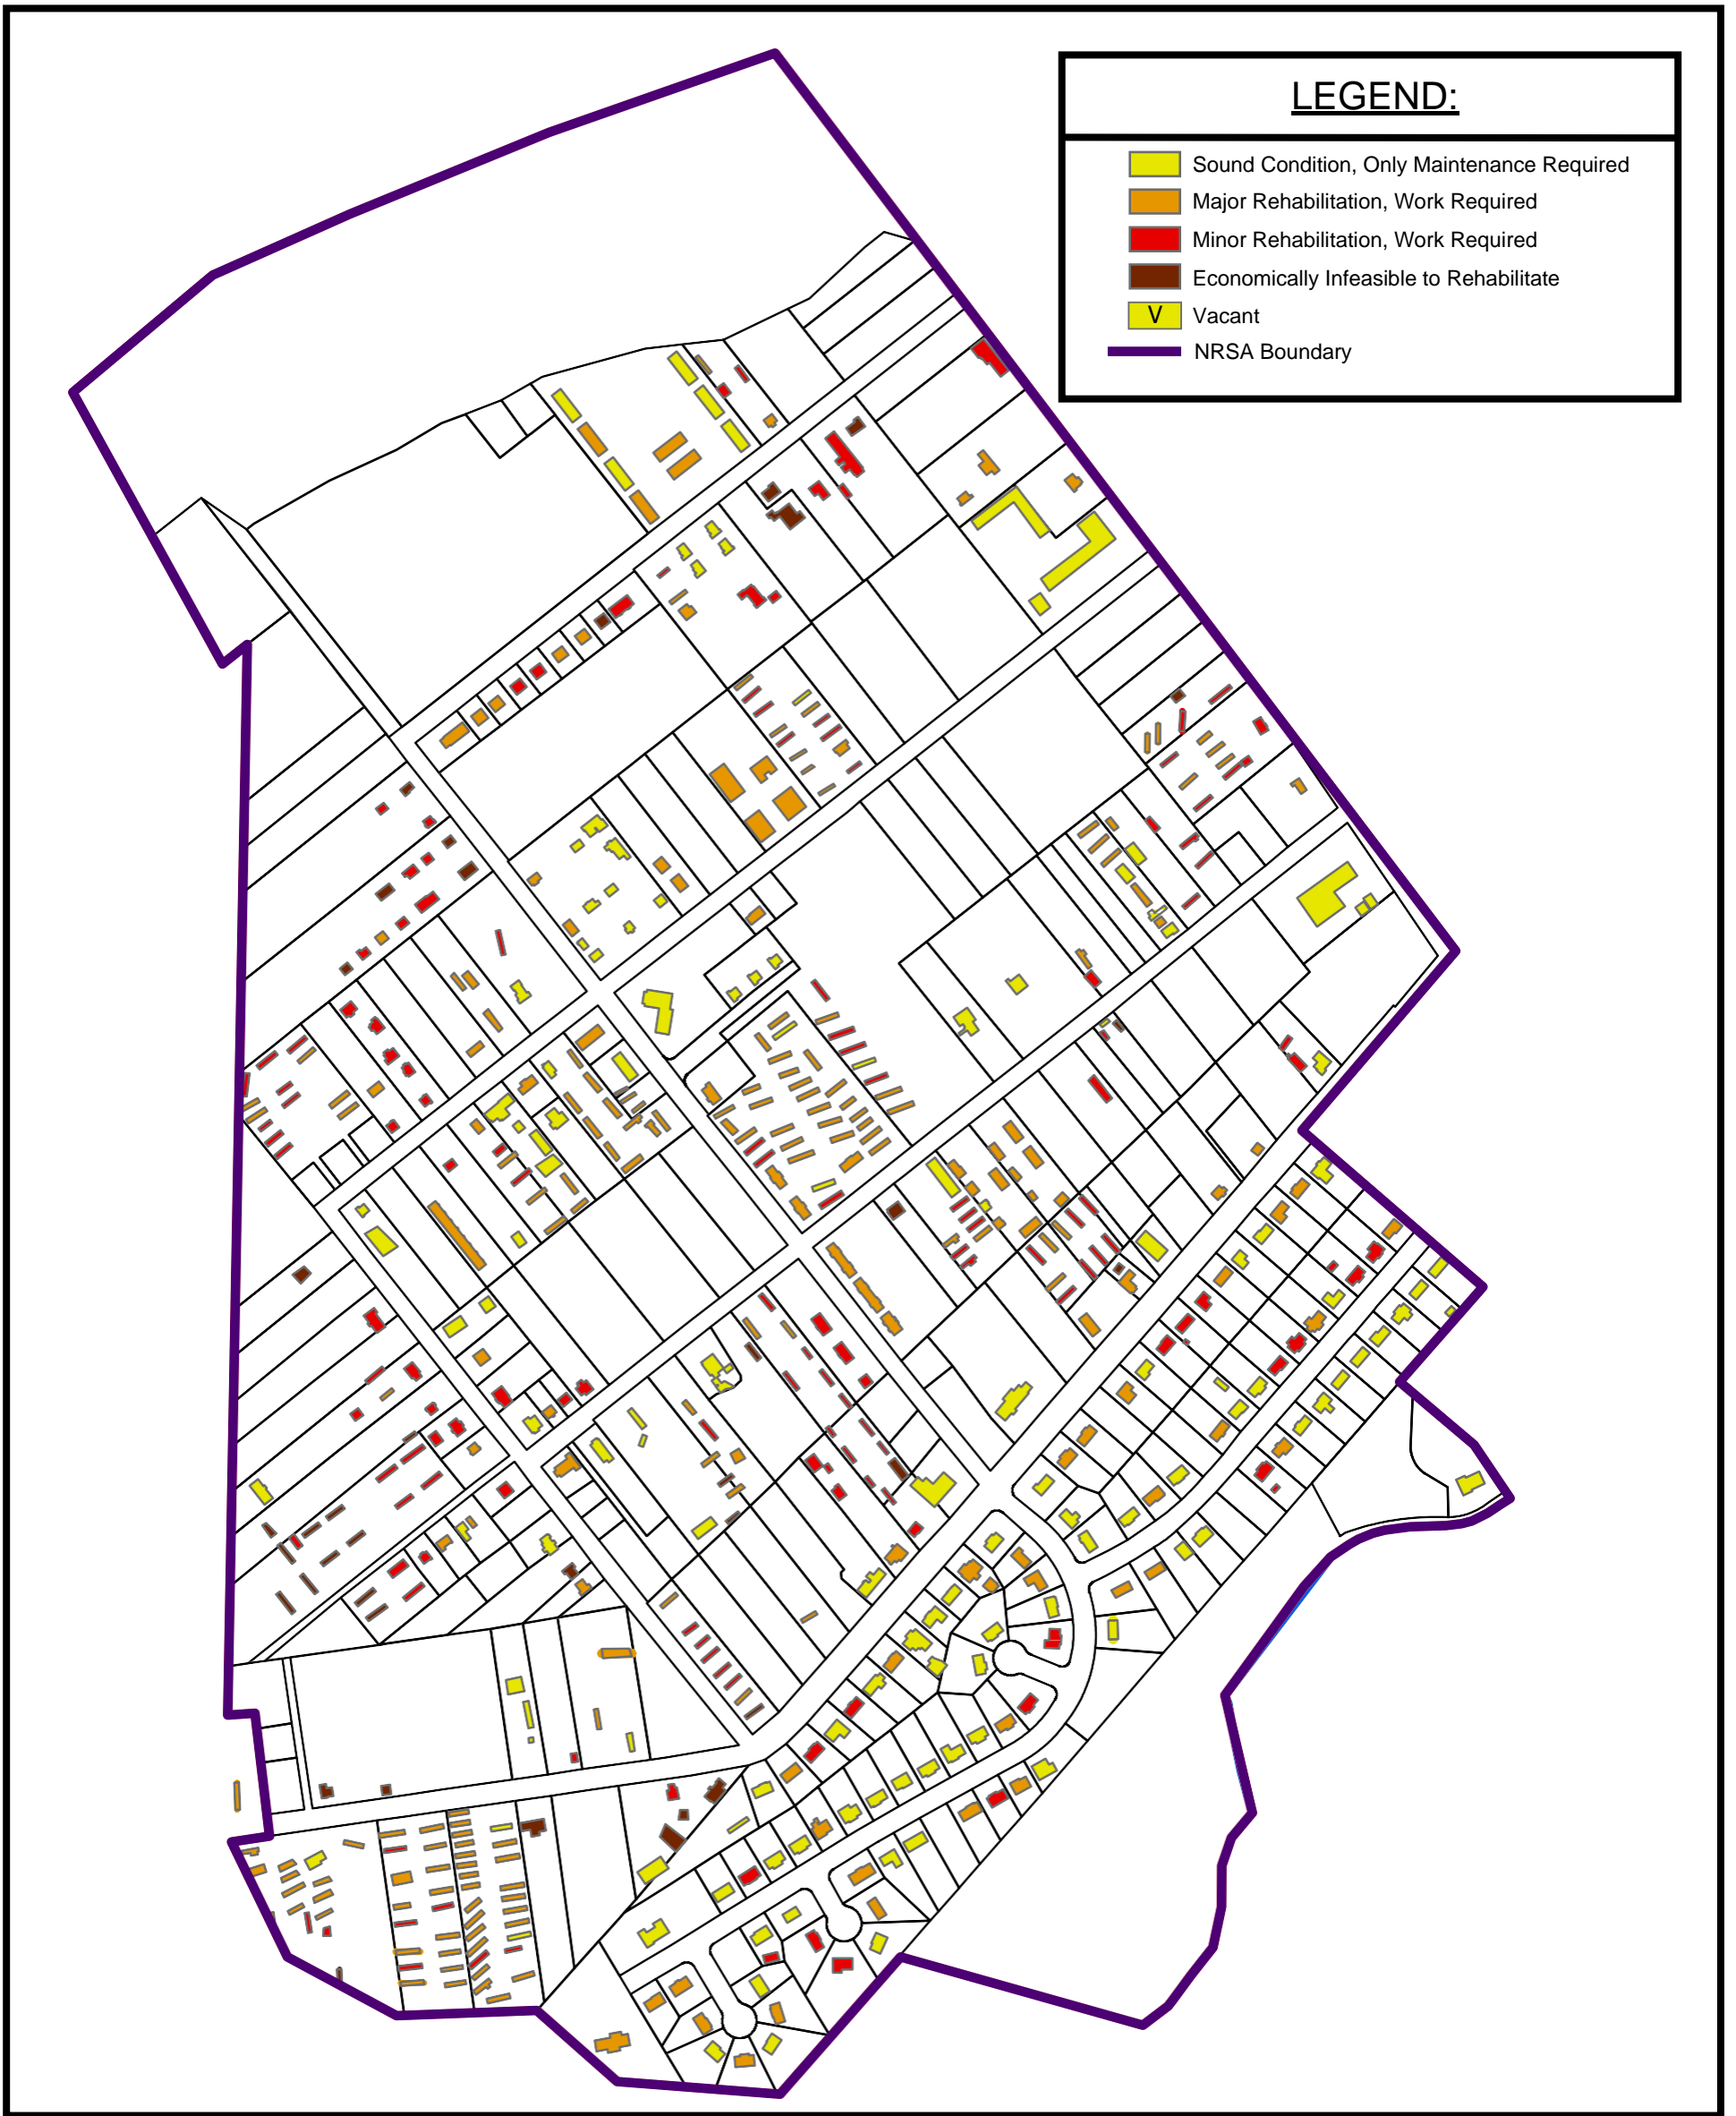 LEGEND:
Sound Condition, Only Maintenance Required
Major Rehabilitation, Work Required
Minor Rehabilitation, Work Required
Economically Infeasible to Rehabilitate
V Vacant
NRSA Boundary